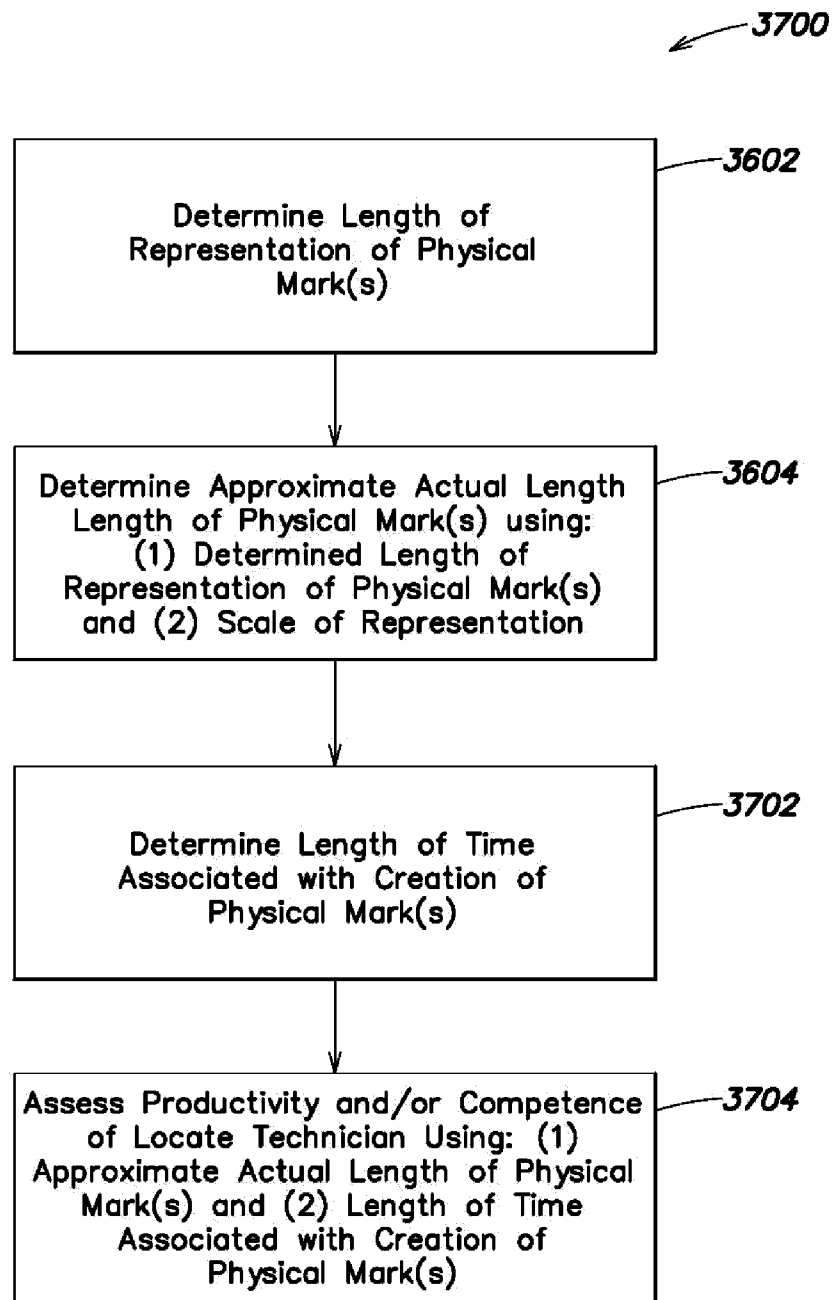 3700
3602
Determine Length of
Representation of Physical
Mark(s)
3604
Determine Approximate Actual Length
Length of Physical Mark(s) using:
(1) Determined Length of
Representation of Physical Mark(s)
and (2) Scale of Representation
3702
Determine Length of Time
Associated with Creation of
Physical Mark(s)
3704
Assess Productivity and/or Competence
of Locate Technician Using: (1)
Approximate Actual Length of Physical
Mark(s) and (2) Length of Time
Associated with Creation of
Physical Mark(s)